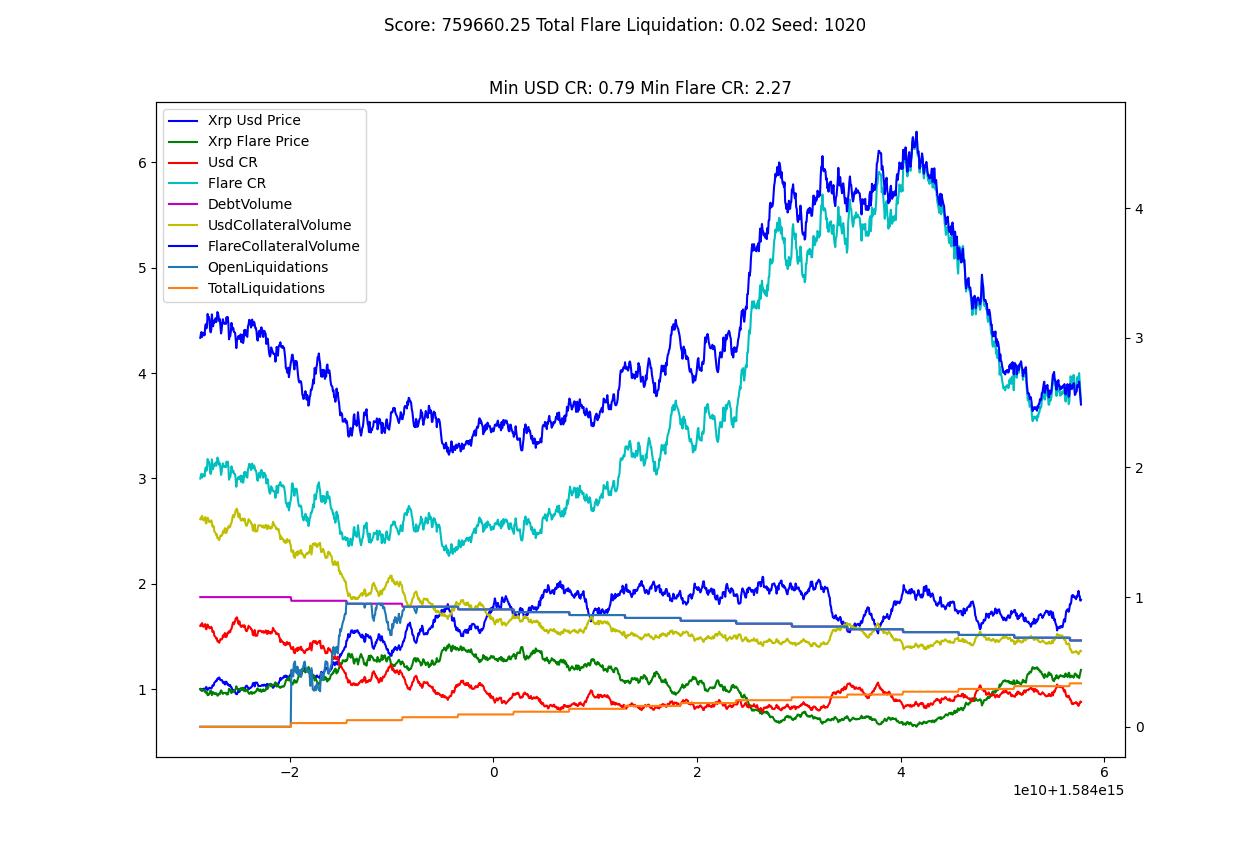 Score: 759660.25 Total Flare Liquidation: 0.02 Seed: 1020
Min USD CR: 0.79 Min Flare CR: 2.27
Xrp Usd Price
Xrp Flare Price
Usd CR
Flare CR
DebtVolume
UsdCollateralVolume
FlareCollateralVolume
OpenLiquidations
TotalLiquidations
6
5
4
3
2
1
4
3
2
1
0
−2
0
2
4
6
1e10+1.584e15